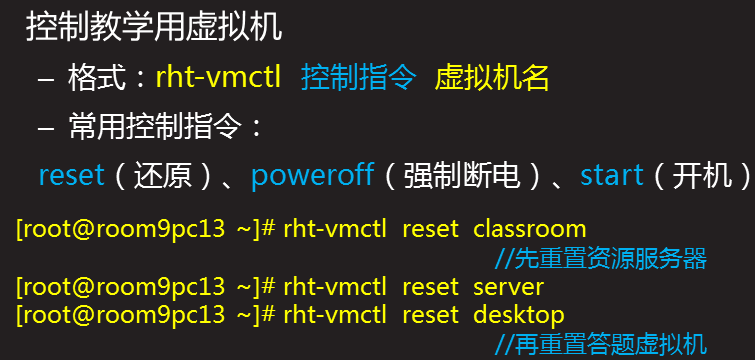 控制教学用虚拟机
– 格式：rht-vmctl 控制指令 虚拟机名
– 常用控制指令：
reset（还原）、poweroff（强制断电）、start（开机）
[root@room9pc13 ~]# rht-vmctl reset classroom
//先重置资源服务器
[root@room9pc13 ~]# rht-vmctl reset server
[root@room9pc13 ~]# rht-vmctl reset desktop
//再重置答题虚拟机